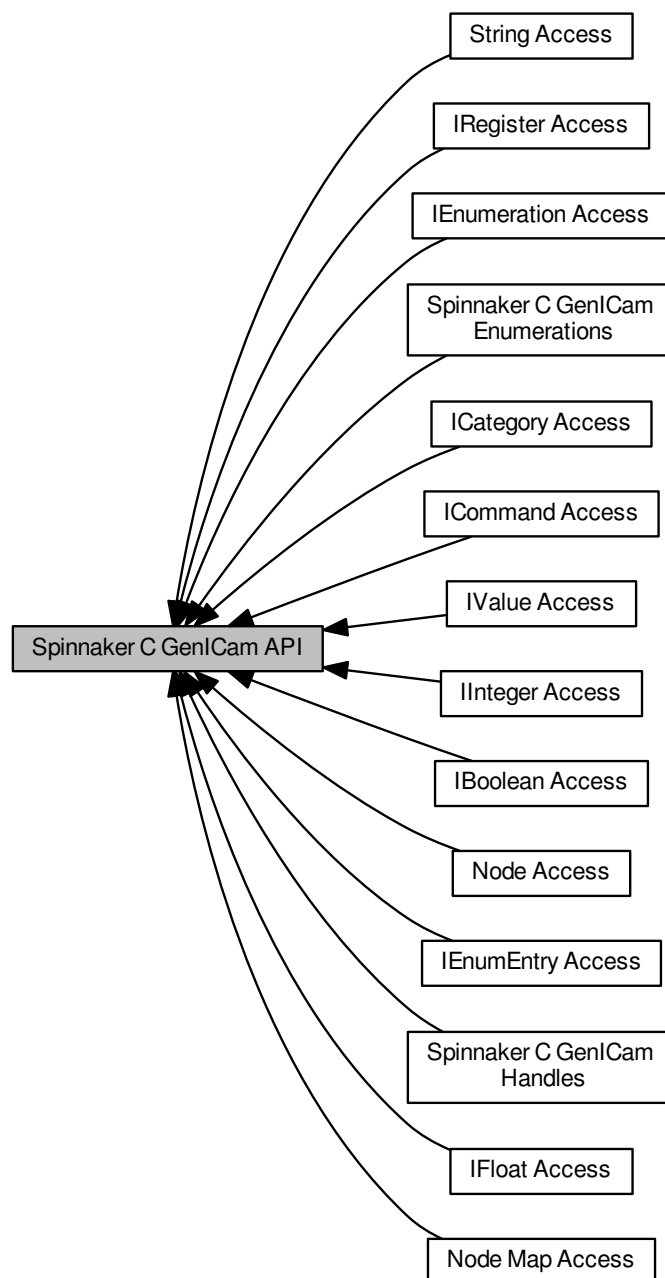 String Access
IRegister Access
IEnumeration Access
Spinnaker C GenICam
Enumerations
ICategory Access
ICommand Access
IValue Access
Spinnaker C GenICam API
IInteger Access
IBoolean Access
Node Access
IEnumEntry Access
Spinnaker C GenICam
Handles
IFloat Access
Node Map Access